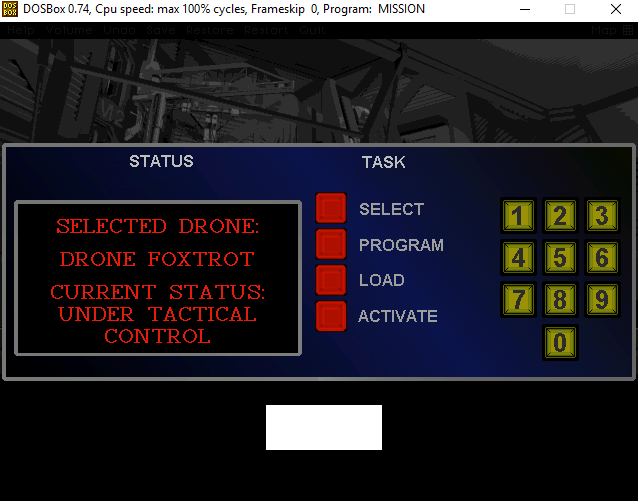 DOS BOX
DOSBox 0.74, Cpu speed: max 100% cycles, Frameskip 0, Program: MISSION
Help Volume Undo Save Restore Restart Quit Map
STATUS
TASK
SELECTED DRONE:
DRONE FOXTROT
CURRENT STATUS:
UNDER TACTICAL
CONTROL
SELECT
PROGRAM
LOAD
ACTIVATE
1 2 3
4 5 6
7 8 9
0